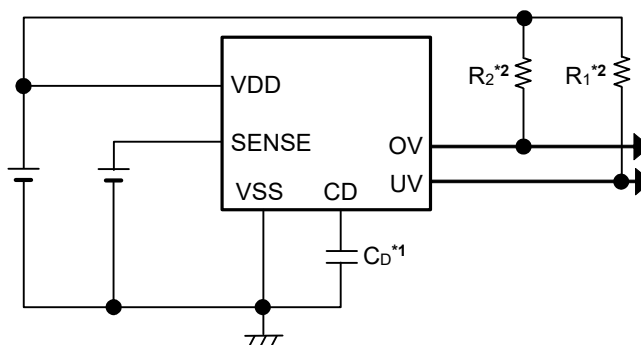 VDD
R2*2
R1*2
SENSE
OV
UV
VSS
CD
CD*1